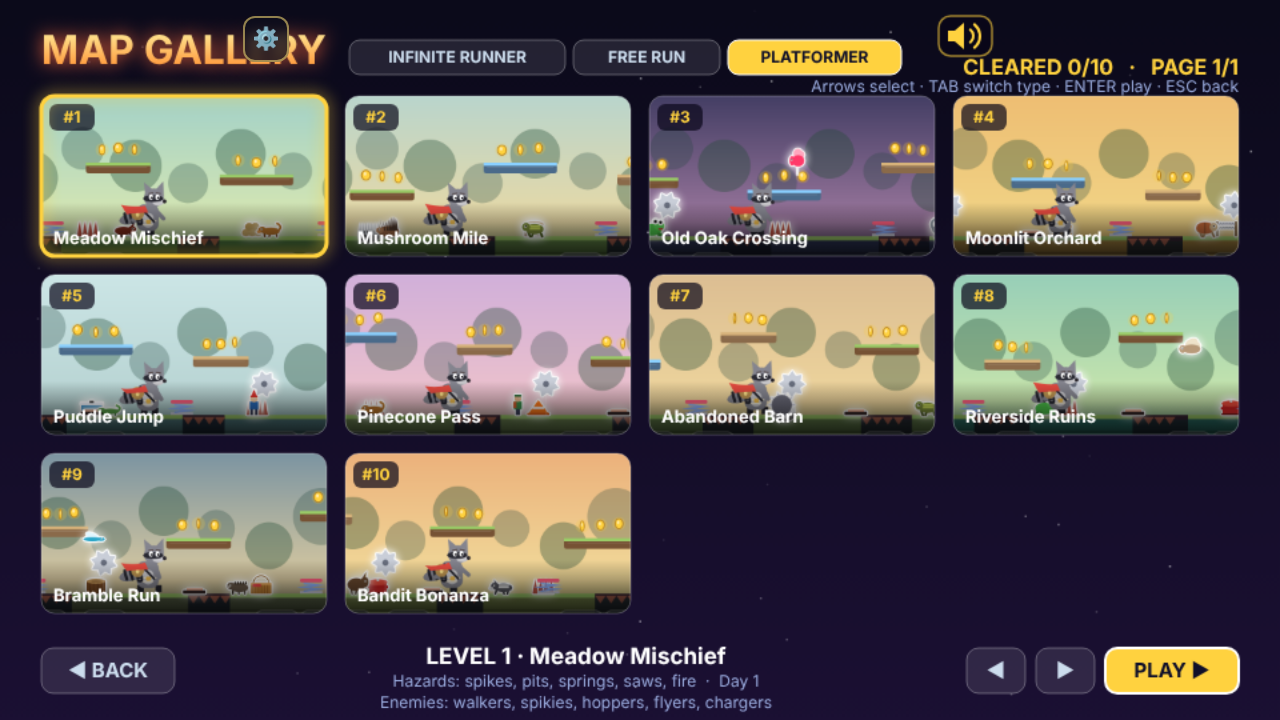 MAP GALLERY
INFINITE RUNNER
FREE RUN
PLATFORMER
CLEARED 0/10 · PAGE 1/1
Arrows select · TAB switch type · ENTER play · ESC back
#1
Meadow Mischief
#2
Mushroom Mile
#3
Old Oak Crossing
#4
Moonlit Orchard
#5
Puddle Jump
#6
Pinecone Pass
#7
Abandoned Barn
#8
Riverside Ruins
#9
Bramble Run
#10
Bandit Bonanza
◀ BACK
LEVEL 1 · Meadow Mischief
Hazards: spikes, pits, springs, saws, fire · Day 1
Enemies: walkers, spikies, hoppers, flyers, chargers
◀
▶
PLAY ▶